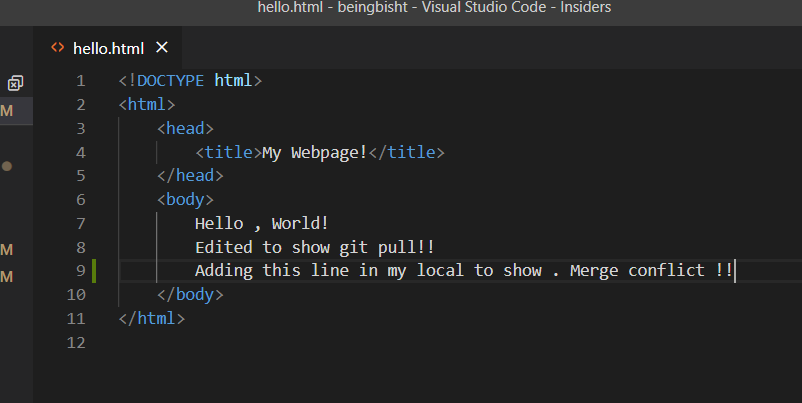 hello.html - beingbisht - Visual Studio Code - Insiders
<> hello.html ×
M
M
M
1 <!DOCTYPE html>
2 <html>
3     <head>
4         <title>My Webpage!</title>
5     </head>
6     <body>
7         Hello , World!
8         Edited to show git pull!!
9         Adding this line in my local to show . Merge conflict !!
10     </body>
11 </html>
12